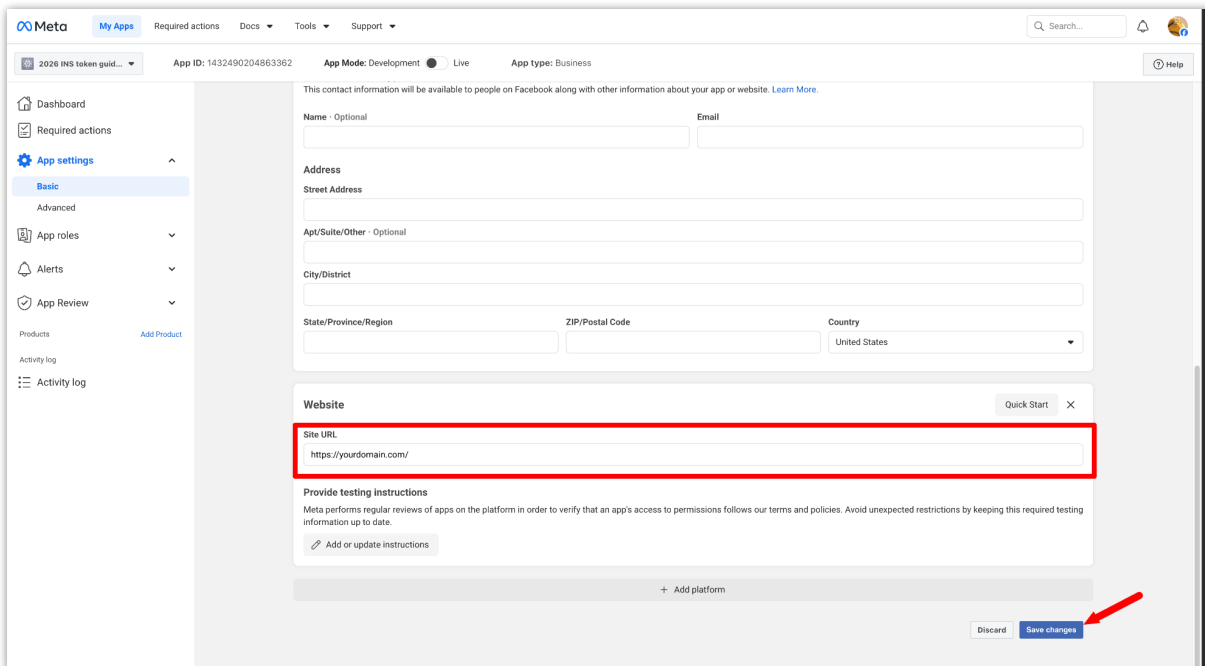 Meta
My Apps
Required actions
Docs
Tools
Support
Search...
2026 INS token guid...
App ID: 1432490204863362
App Mode: Development
Live
App type: Business
Help
Dashboard
Required actions
App settings
Basic
Advanced
App roles
Alerts
App Review
Products
Add Product
Activity log
Activity log
This contact information will be available to people on Facebook along with other information about your app or website. Learn More.
Name · Optional
Email
Address
Street Address
Apt/Suite/Other · Optional
City/District
State/Province/Region
ZIP/Postal Code
Country
United States
Website
Quick Start
Site URL
https://yourdomain.com/
Provide testing instructions
Meta performs regular reviews of apps on the platform in order to verify that an app's access to permissions follows our terms and policies. Avoid unexpected restrictions by keeping this required testing
information up to date.
Add or update instructions
+ Add platform
Discard
Save changes